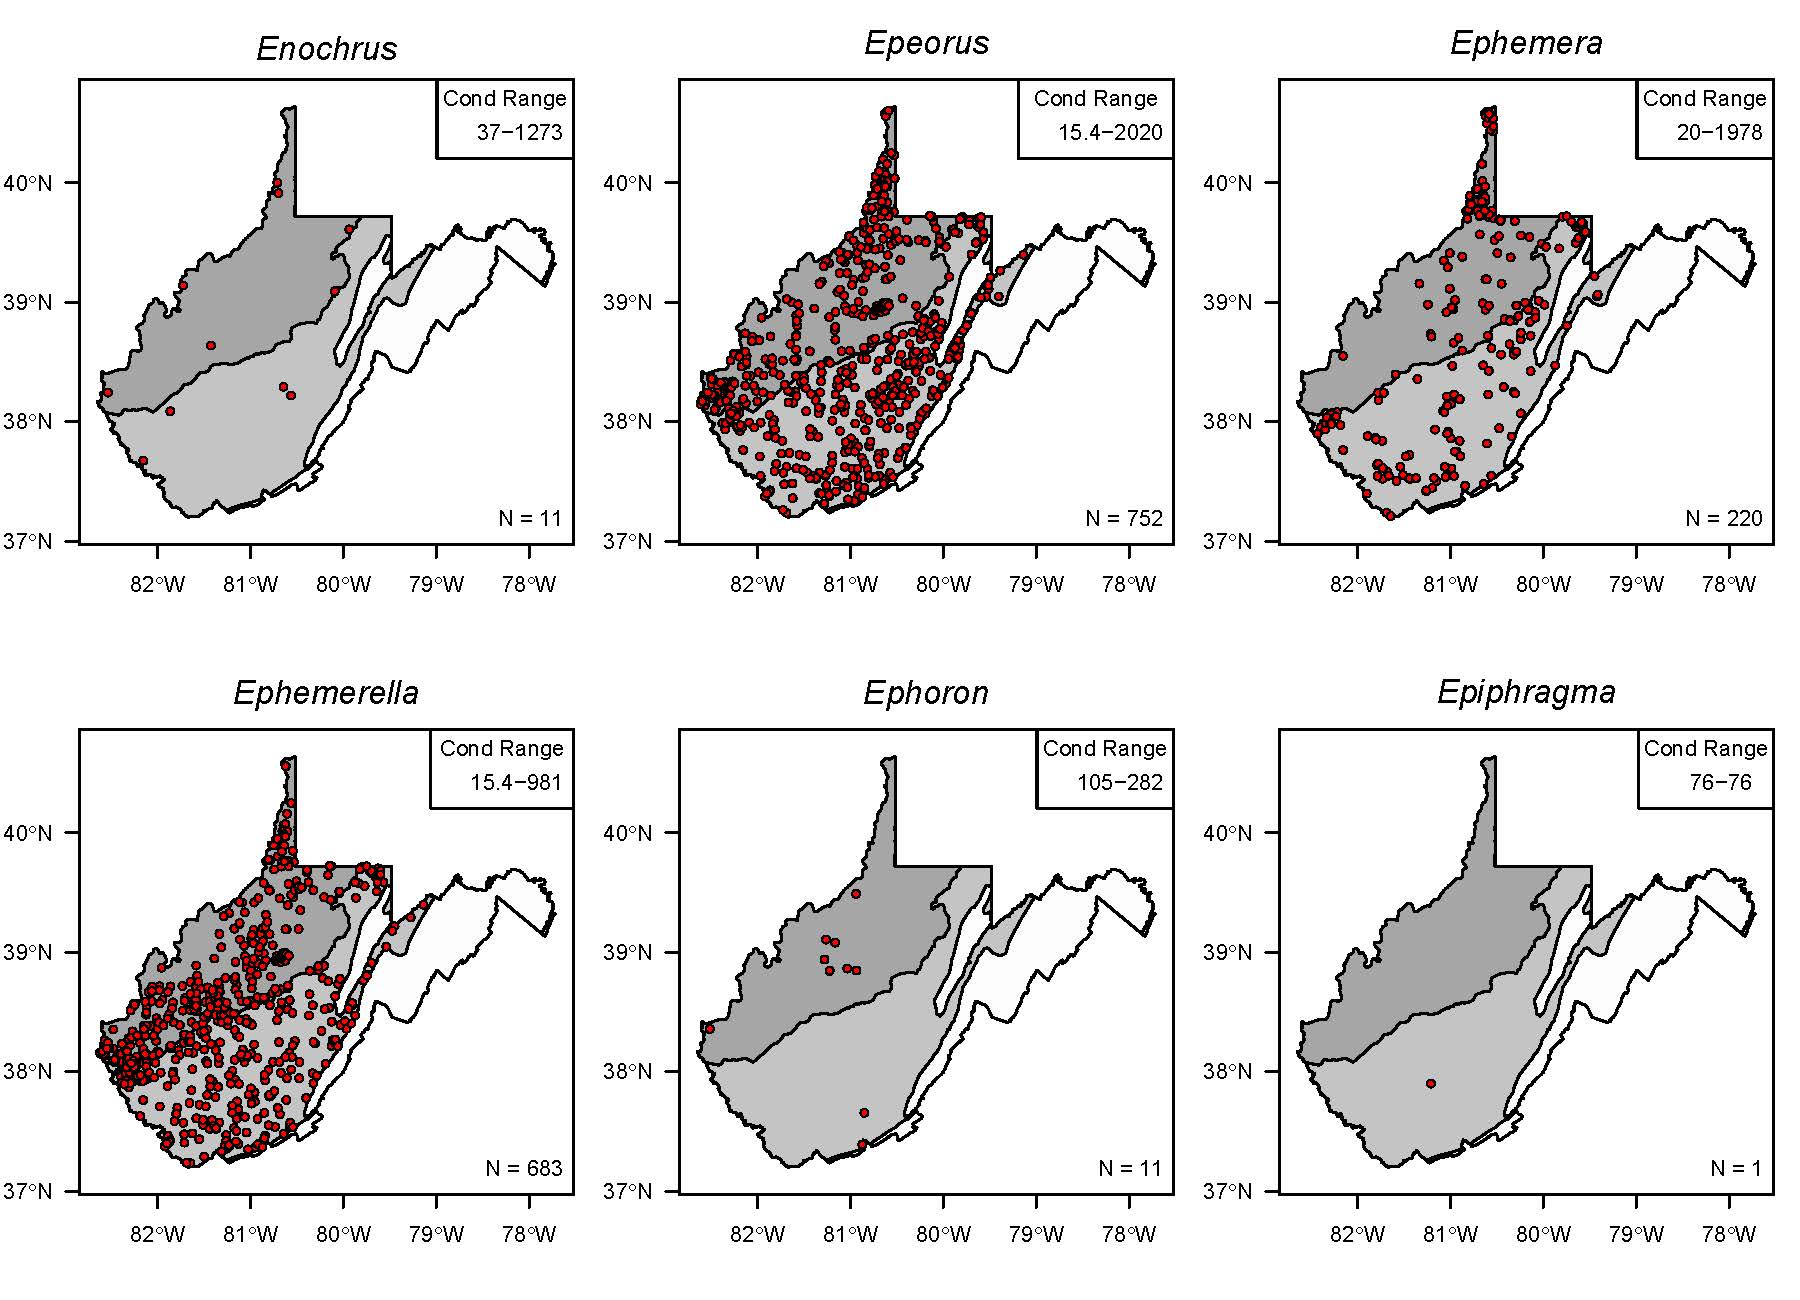 Enochrus
Cond Range
37−1273
40°N
39°N
38°N
37°N
N = 11
82°W 81°W 80°W 79°W 78°W
Epeorus
Cond Range
15.4−2020
40°N
39°N
38°N
37°N
N = 752
82°W 81°W 80°W 79°W 78°W
Ephemera
Cond Range
20−1978
40°N
39°N
38°N
37°N
N = 220
82°W 81°W 80°W 79°W 78°W
Ephemerella
Cond Range
15.4−981
40°N
39°N
38°N
37°N
N = 683
82°W 81°W 80°W 79°W 78°W
Ephoron
Cond Range
105−282
40°N
39°N
38°N
37°N
N = 11
82°W 81°W 80°W 79°W 78°W
Epiphragma
Cond Range
76−76
40°N
39°N
38°N
37°N
N = 1
82°W 81°W 80°W 79°W 78°W